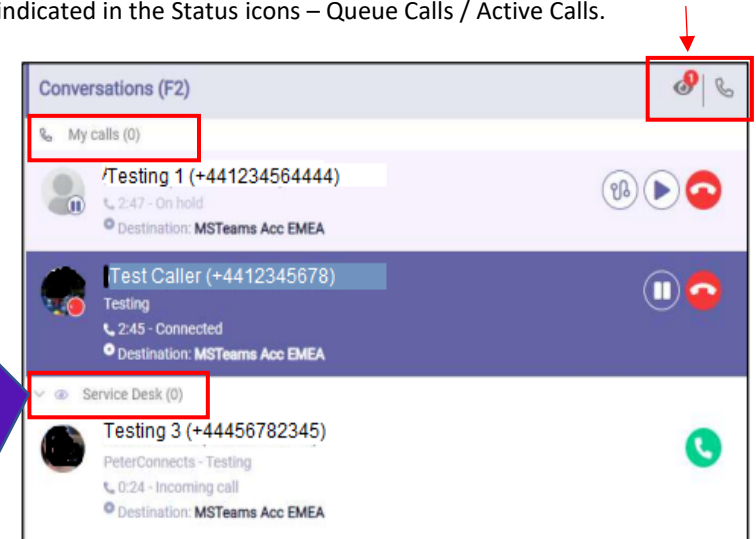 indicated in the Status icons – Queue Calls / Active Calls.
Conversations (F2)
1
My calls (0)
Testing 1 (+441234564444)
2:47 - On hold
Destination: MSTeams Acc EMEA
Test Caller (+4412345678)
Testing
2:45 - Connected
Destination: MSTeams Acc EMEA
Service Desk (0)
Testing 3 (+44456782345)
PeterConnects - Testing
0:24 - Incoming call
Destination: MSTeams Acc EMEA